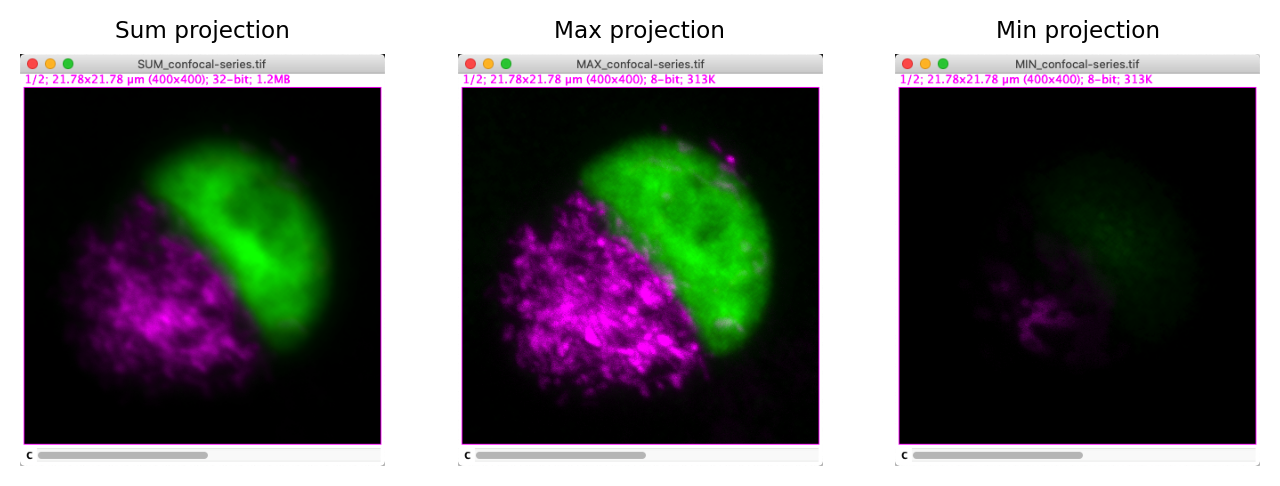 Sum projection
Max projection
Min projection
SUM_confocal-series.tif
MAX_confocal-series.tif
MIN_confocal-series.tif
1/2; 21.78x21.78 µm (400x400); 32-bit; 1.2MB
1/2; 21.78x21.78 µm (400x400); 8-bit; 313K
1/2; 21.78x21.78 µm (400x400); 8-bit; 313K
c
c
c